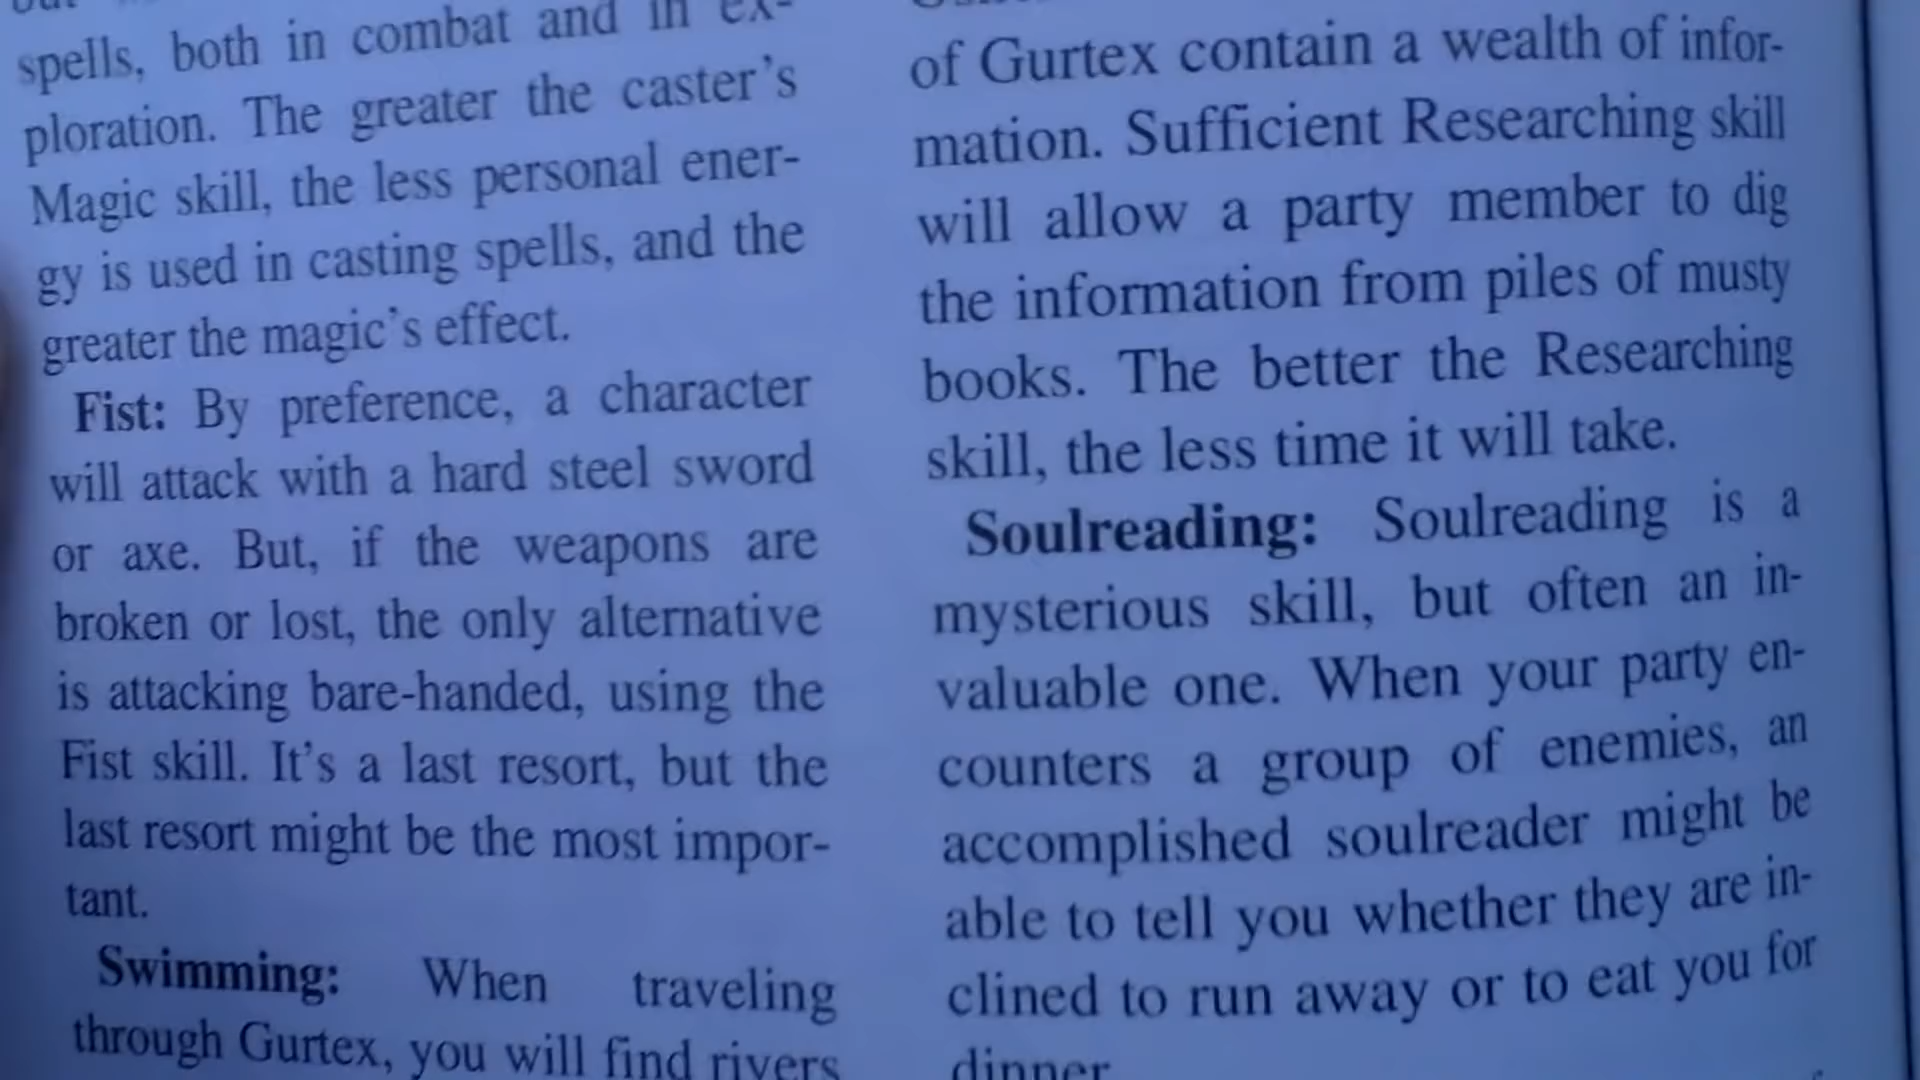 spells, both in combat and in ex-
ploration. The greater the caster's
Magic skill, the less personal ener-
gy is used in casting spells, and the
greater the magic's effect.
Fist: By preference, a character
will attack with a hard steel sword
or axe. But, if the weapons are
broken or lost, the only alternative
is attacking bare-handed, using the
Fist skill. It's a last resort, but the
last resort might be the most impor-
tant.
Swimming: When traveling
through Gurtex, you will find rivers
of Gurtex contain a wealth of infor-
mation. Sufficient Researching skill
will allow a party member to dig
the information from piles of musty
books. The better the Researching
skill, the less time it will take.
Soulreading: Soulreading is a
mysterious skill, but often an in-
valuable one. When your party en-
counters a group of enemies, an
accomplished soulreader might be
able to tell you whether they are in-
clined to run away or to eat you for
dinner